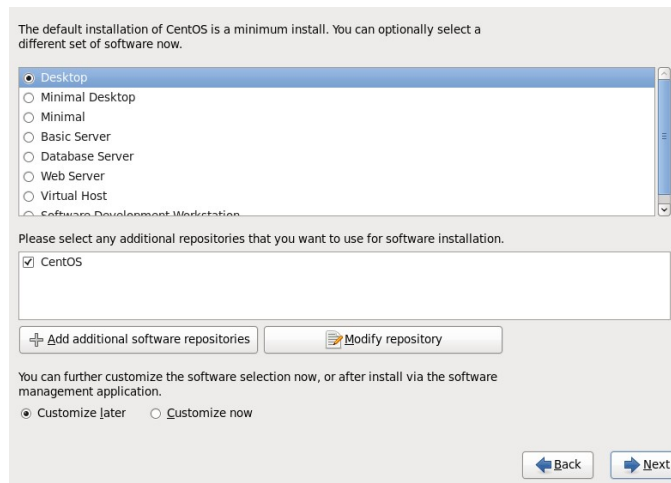 The default installation of CentOS is a minimum install. You can optionally select a
different set of software now.
Desktop
Minimal Desktop
Minimal
Basic Server
Database Server
Web Server
Virtual Host
Software Development Workstation
Please select any additional repositories that you want to use for software installation.
CentOS
Add additional software repositories
Modify repository
You can further customize the software selection now, or after install via the software
management application.
Customize later
Customize now
Back
Next